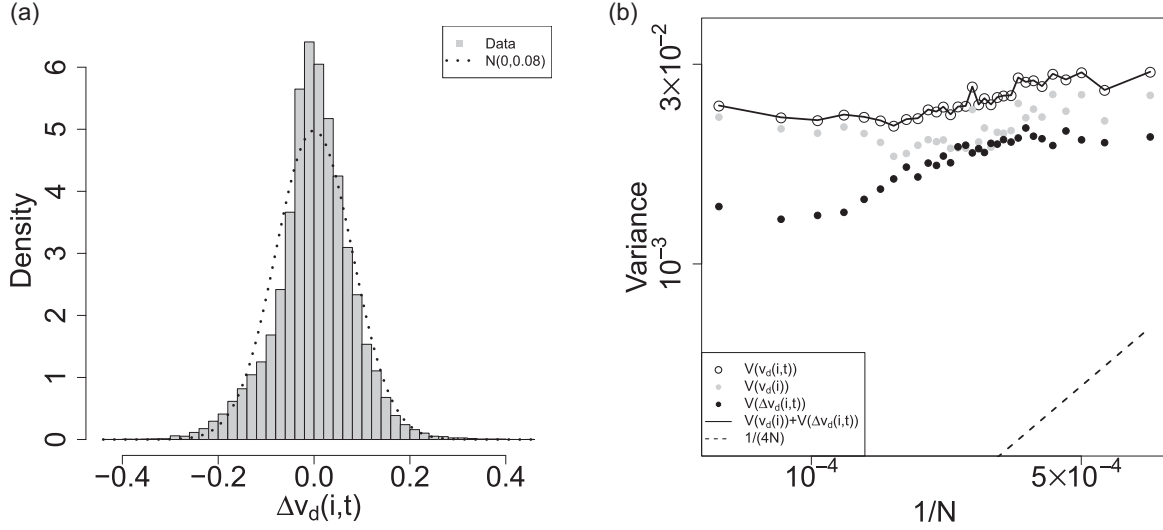 (a)
Data
N(0,0.08)
Density
0
1
2
3
4
5
6
−0.4
−0.2
0.0
0.2
0.4
Δv_d(i,t)
(b)
Variance
3×10^−2
10^−3
V(v_d(i,t))
V(v_d(i))
V(Δv_d(i,t))
V(v_d(i))+V(Δv_d(i,t))
1/(4N)
10^−4
5×10^−4
1/N